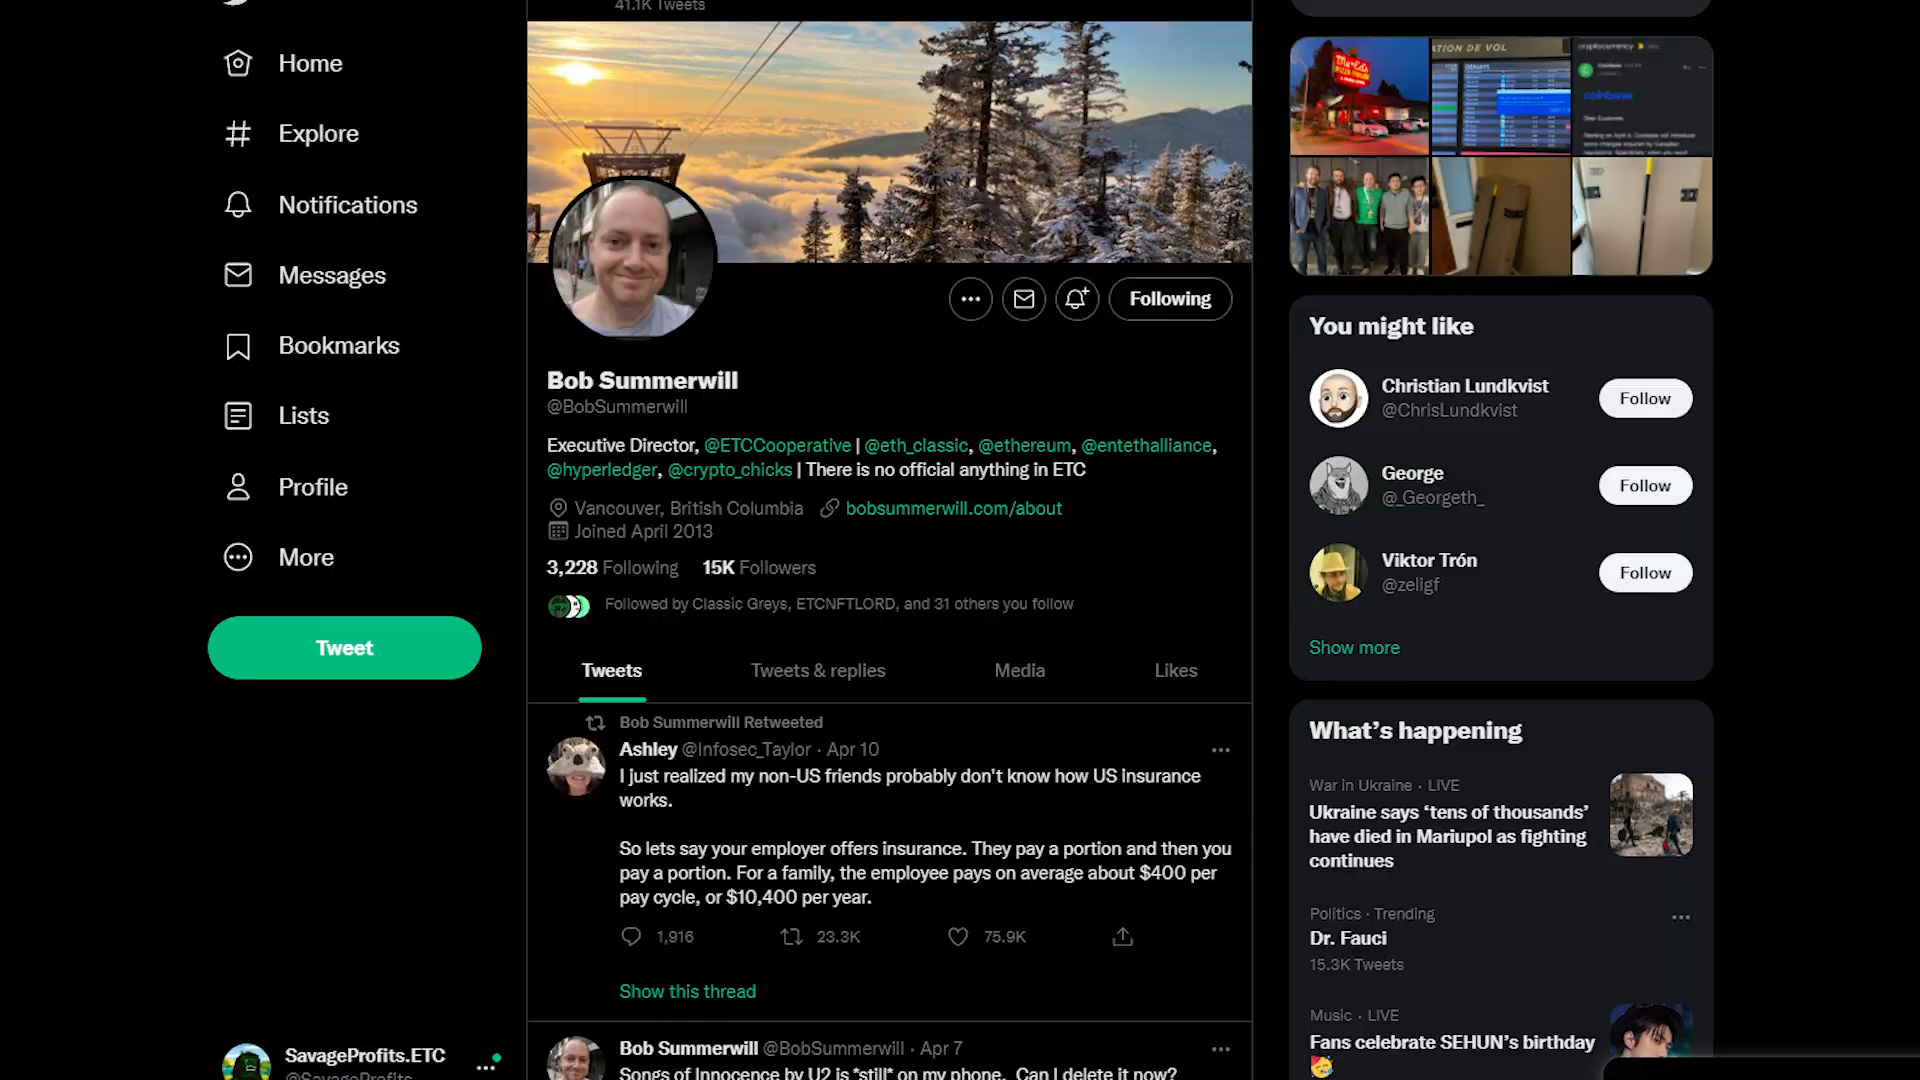 41.1K Tweets
Home
Explore
Notifications
Messages
Bookmarks
Lists
Profile
More
Tweet
SavageProfits.ETC
@SavageProfits
Following
Bob Summerwill
@BobSummerwill
Executive Director, @ETCCooperative | @eth_classic, @ethereum, @entethalliance,
@hyperledger, @crypto_chicks | There is no official anything in ETC
Vancouver, British Columbia bobsummerwill.com/about
Joined April 2013
3,228 Following 15K Followers
Followed by Classic Greys, ETCNFTLORD, and 31 others you follow
Tweets Tweets & replies Media Likes
Bob Summerwill Retweeted
Ashley @Infosec_Taylor · Apr 10
I just realized my non-US friends probably don't know how US insurance
works.
So lets say your employer offers insurance. They pay a portion and then you
pay a portion. For a family, the employee pays on average about $400 per
pay cycle, or $10,400 per year.
1,916 23.3K 75.9K
Show this thread
Bob Summerwill @BobSummerwill · Apr 7
Songs of Innocence by U2 is *still* on my phone. Can I delete it now?
ATION DE VOL
cryptocurrency
coinbase
Dear Customer,
You might like
Christian Lundkvist
@ChrisLundkvist
Follow
George
@_Georgeth_
Follow
Viktor Trón
@zeligf
Follow
Show more
What's happening
War in Ukraine · LIVE
Ukraine says 'tens of thousands'
have died in Mariupol as fighting
continues
Politics · Trending
Dr. Fauci
15.3K Tweets
Music · LIVE
Fans celebrate SEHUN's birthday